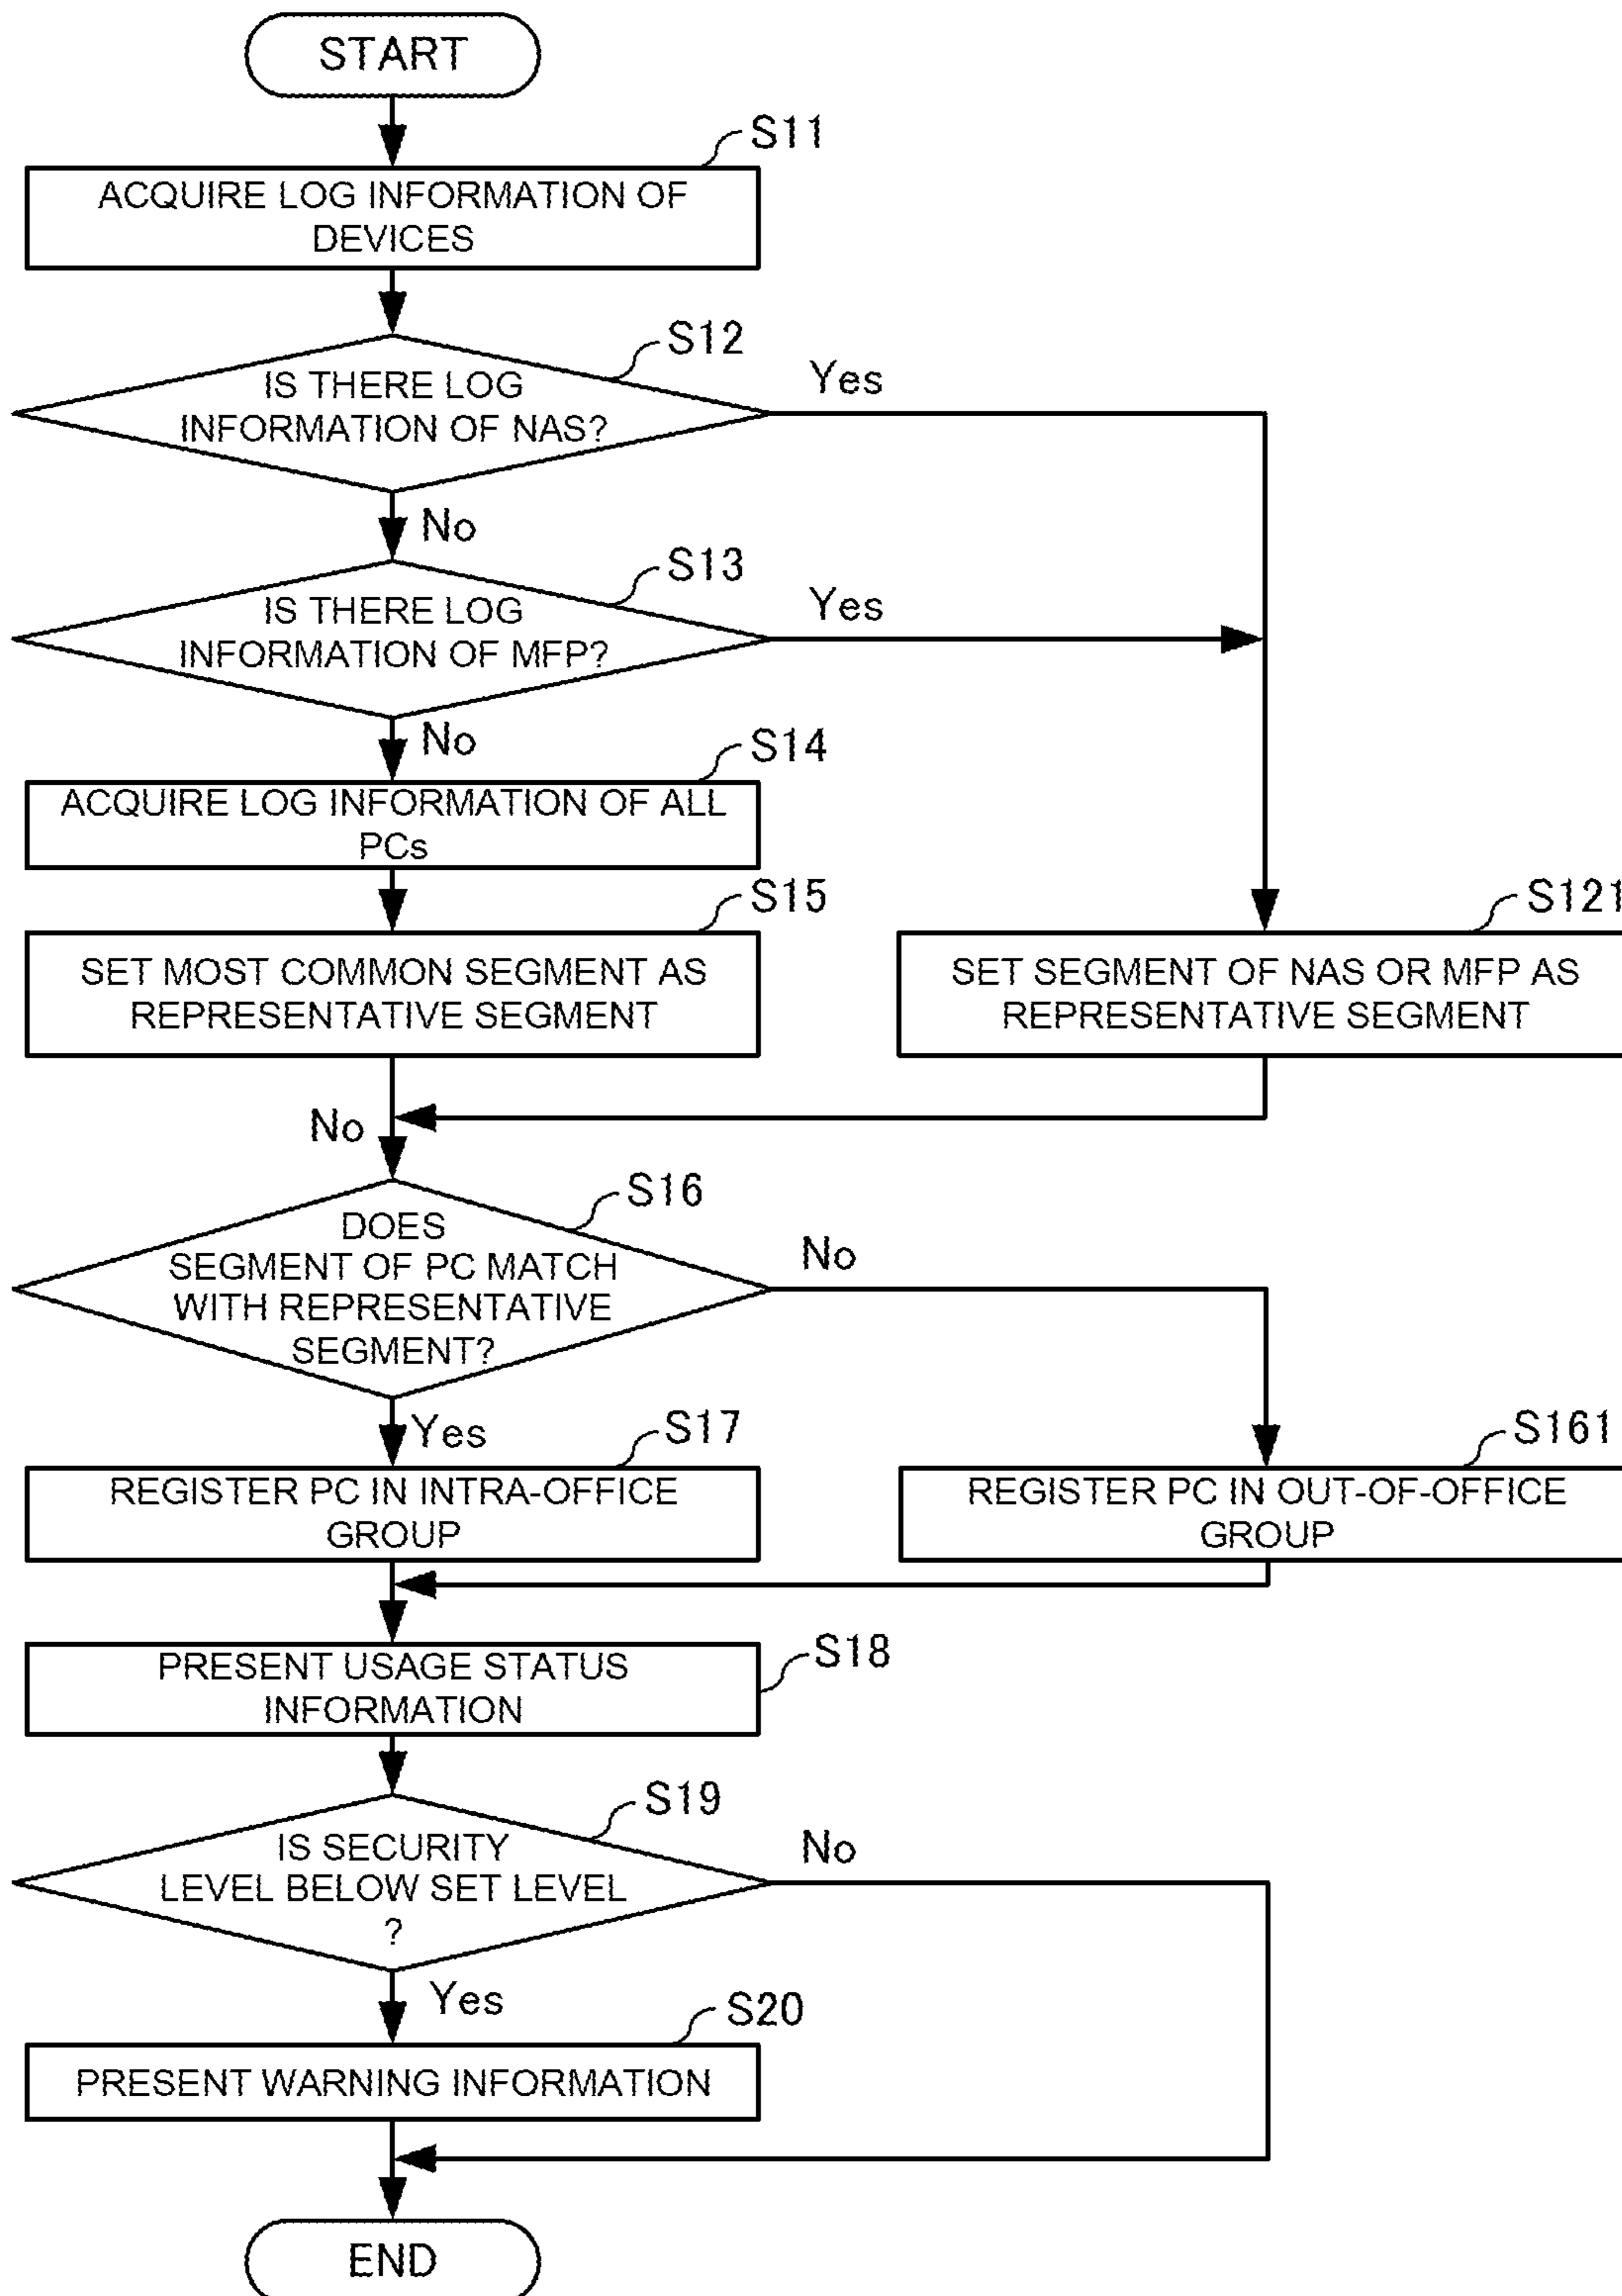 START
S11
ACQUIRE LOG INFORMATION OF
DEVICES
S12
IS THERE LOG
INFORMATION OF NAS?
Yes
No
S13
IS THERE LOG
INFORMATION OF MFP?
Yes
No
S14
ACQUIRE LOG INFORMATION OF ALL
PCs
S15
SET MOST COMMON SEGMENT AS
REPRESENTATIVE SEGMENT
S121
SET SEGMENT OF NAS OR MFP AS
REPRESENTATIVE SEGMENT
No
S16
DOES
SEGMENT OF PC MATCH
WITH REPRESENTATIVE
SEGMENT?
No
Yes
S17
REGISTER PC IN INTRA-OFFICE
GROUP
S161
REGISTER PC IN OUT-OF-OFFICE
GROUP
S18
PRESENT USAGE STATUS
INFORMATION
S19
IS SECURITY
LEVEL BELOW SET LEVEL
?
No
Yes
S20
PRESENT WARNING INFORMATION
END